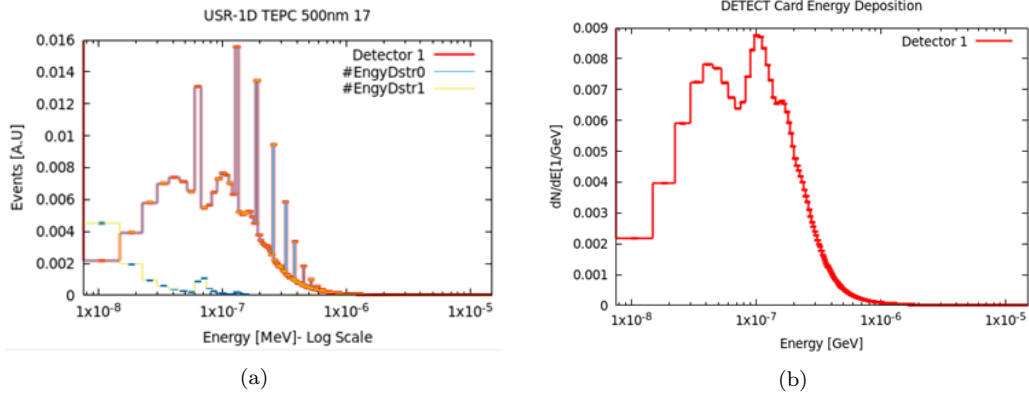 USR-1D TEPC 500nm 17
Events [A.U]
0.016
0.014
0.012
0.01
0.008
0.006
0.004
0.002
0
Detector 1
#EngyDstr0
#EngyDstr1
1x10-8
1x10-7
1x10-6
1x10-5
Energy [MeV]- Log Scale
(a)
DETECT Card Energy Deposition
dN/dE[1/GeV]
0.009
0.008
0.007
0.006
0.005
0.004
0.003
0.002
0.001
0
Detector 1
1x10-8
1x10-7
1x10-6
1x10-5
Energy [GeV]
(b)